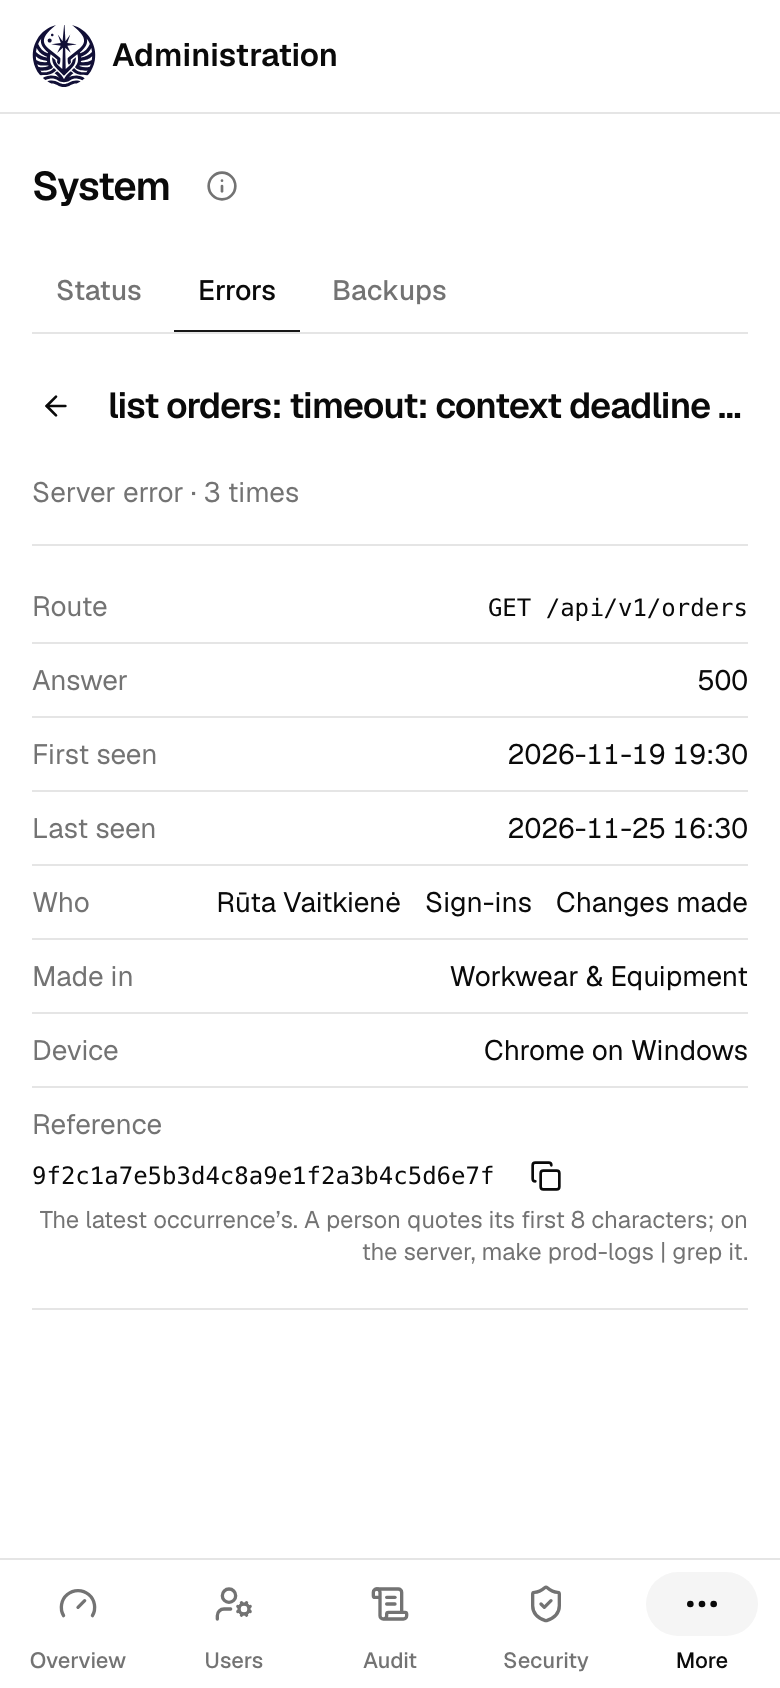 Administration
System
Status Errors Backups
list orders: timeout: context deadline ...
Server error · 3 times
Route GET /api/v1/orders
Answer 500
First seen 2026-11-19 19:30
Last seen 2026-11-25 16:30
Who Rūta Vaitkienė Sign-ins Changes made
Made in Workwear & Equipment
Device Chrome on Windows
Reference
9f2c1a7e5b3d4c8a9e1f2a3b4c5d6e7f
The latest occurrence’s. A person quotes its first 8 characters; on
the server, make prod-logs | grep it.
Overview Users Audit Security More